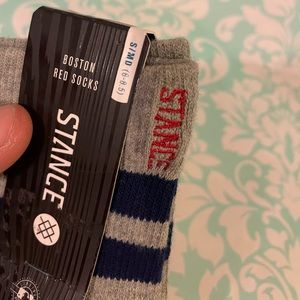 S/MD (6-8.5)
BOSTON
RED SOCKS
STANCE
STANCE